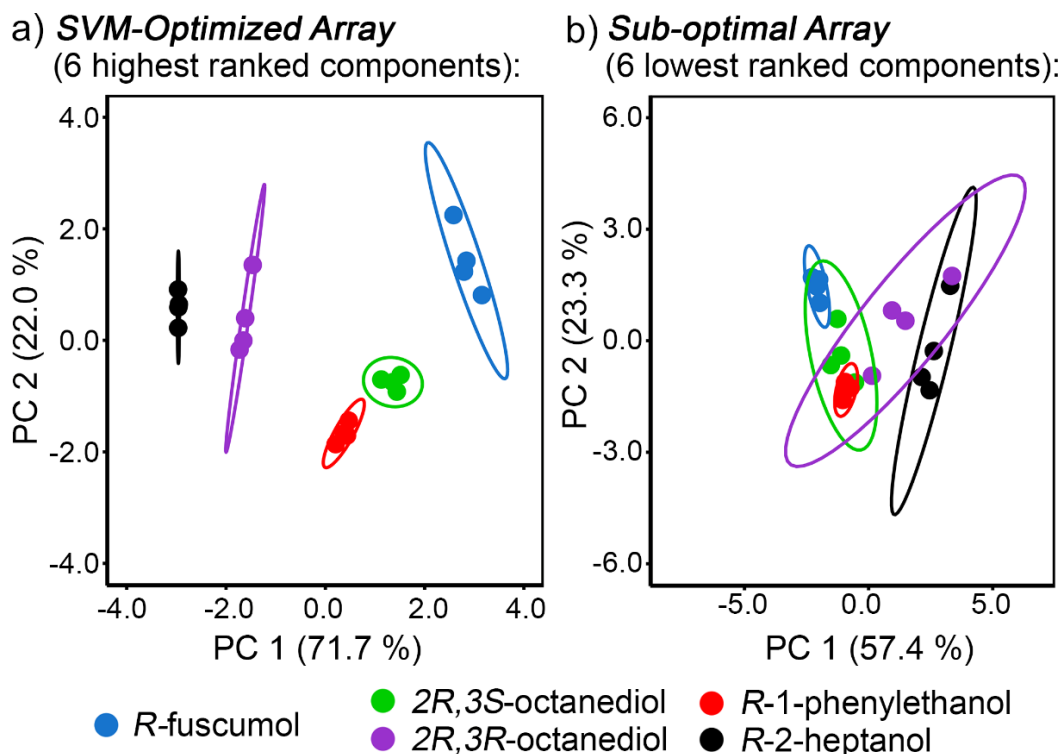 a) SVM-Optimized Array
(6 highest ranked components):
4.0
2.0
0.0
-2.0
-4.0
PC 2 (22.0 %)
-4.0 -2.0 0.0 2.0 4.0
PC 1 (71.7 %)
b) Sub-optimal Array
(6 lowest ranked components):
6.0
3.0
0.0
-3.0
-6.0
PC 2 (23.3 %)
-5.0 0.0 5.0
PC 1 (57.4 %)
R-fuscumol
2R,3S-octanediol
2R,3R-octanediol
R-1-phenylethanol
R-2-heptanol